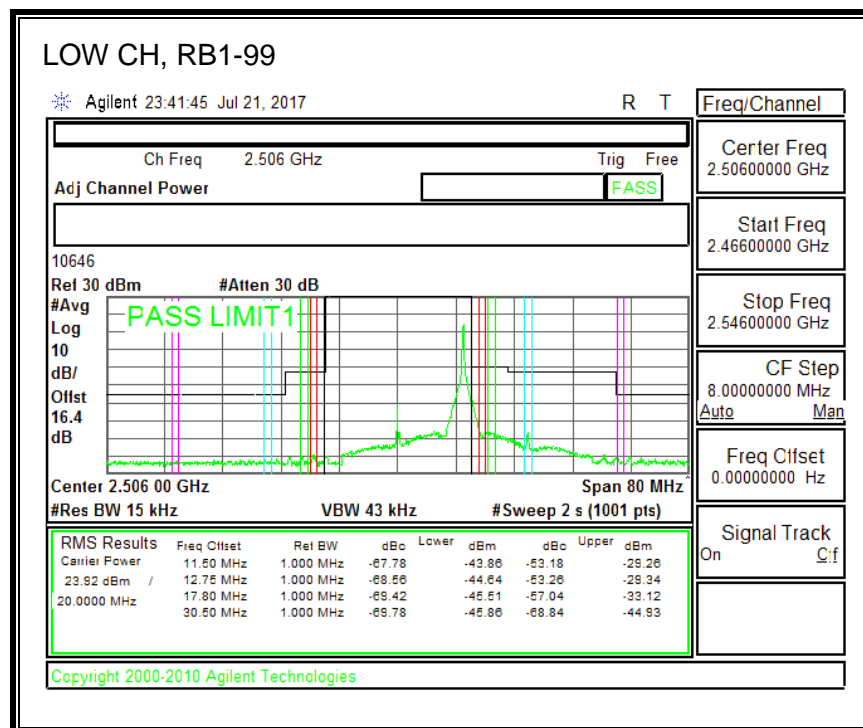 LOW CH, RB1-99
Agilent 23:41:45 Jul 21, 2017 R T
Freq/Channel
Ch Freq 2.506 GHz Trig Free
Adj Channel Power PASS
Center Freq
2.50600000 GHz
Start Freq
2.46600000 GHz
Stop Freq
2.54600000 GHz
CF Step
8.00000000 MHz
Auto Man
Freq Offset
0.00000000 Hz
Signal Track
On Off
10646
Ref 30 dBm #Atten 30 dB
#Avg
Log
10
dB/
Offst
16.4
dB
PASS LIMIT1
Center 2.506 00 GHz Span 80 MHz
#Res BW 15 kHz VBW 43 kHz #Sweep 2 s (1001 pts)
RMS Results Freq Offset Ref BW dBc Lower dBm dBc Upper dBm
Carrier Power 11.50 MHz 1.000 MHz -67.78 -43.86 -53.18 -29.26
23.92 dBm / 12.75 MHz 1.000 MHz -68.56 -44.64 -53.26 -29.34
20.0000 MHz 17.80 MHz 1.000 MHz -69.42 -45.51 -57.04 -33.12
30.50 MHz 1.000 MHz -69.78 -45.86 -68.84 -44.93
Copyright 2000-2010 Agilent Technologies